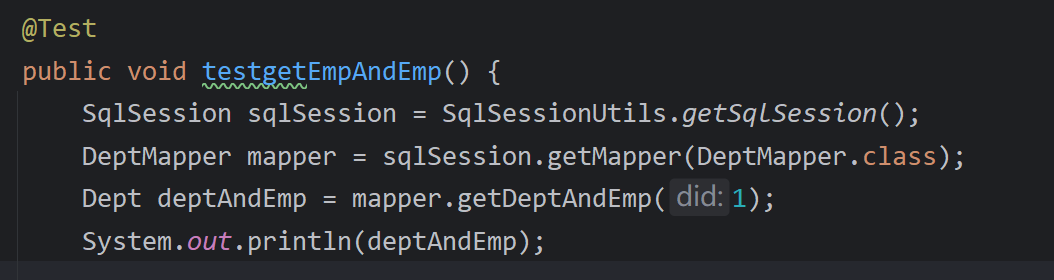 @Test
public void testgetEmpAndEmp() {
    SqlSession sqlSession = SqlSessionUtils.getSqlSession();
    DeptMapper mapper = sqlSession.getMapper(DeptMapper.class);
    Dept deptAndEmp = mapper.getDeptAndEmp( did: 1);
    System.out.println(deptAndEmp);